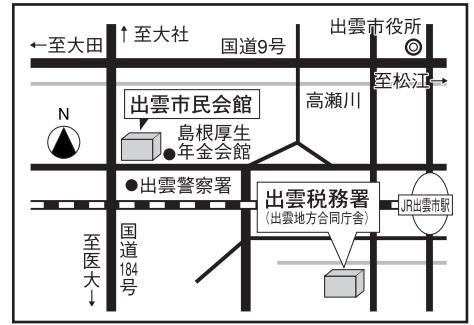 ←至大田
↑至大社
国道9号
出雲市役所
至松江→
出雲市民会館
高瀬川
N
島根厚生
年金会館
出雲警察署
出雲税務署
(出雲地方合同庁舎)
JR出雲市駅
国道184号
至医大↓